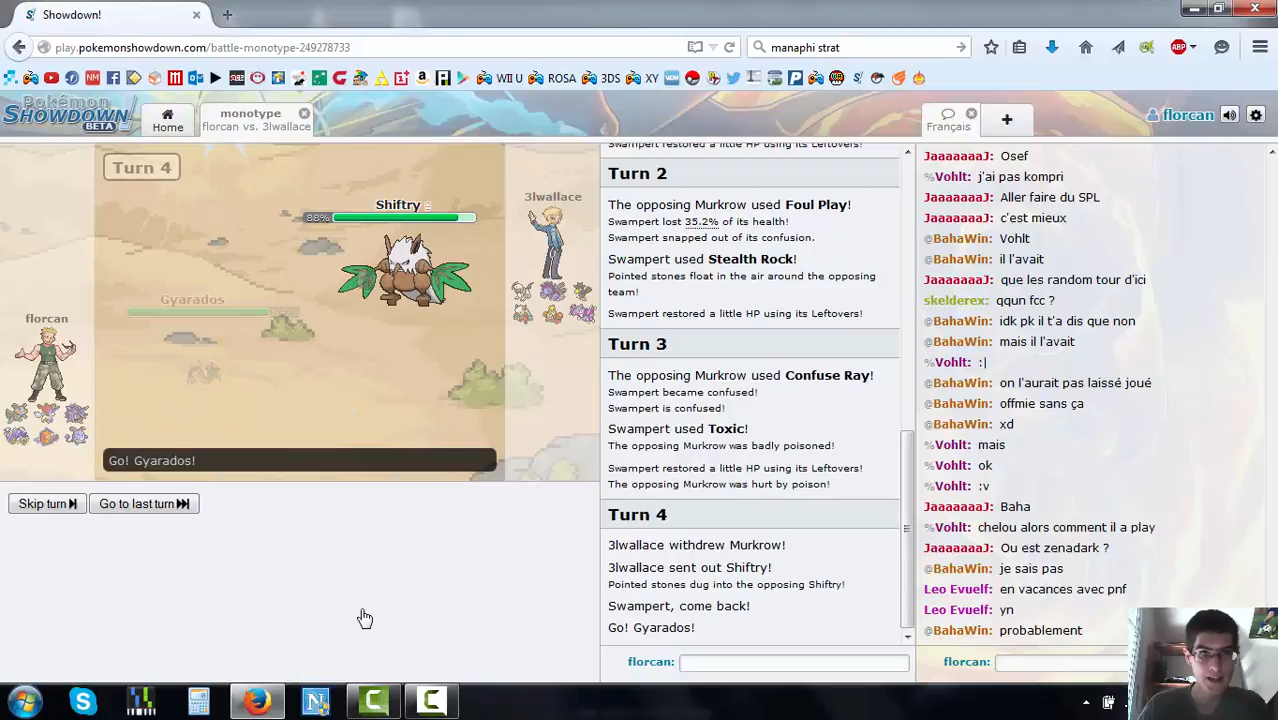 Showdown!
play.pokemonshowdown.com/battle-monotype-249278733
manaphi strat
ABP
WII U
ROSA
3DS
XY
Pokémon
Showdown
BETA
Home
monotype
florcan vs. 3lwallace
Français
florcan
Turn 4
Shiftry
88%
3lwallace
Gyarados
florcan
Go! Gyarados!
Skip turn
Go to last turn
Swampert restored a little HP using its Leftovers!
Turn 2
The opposing Murkrow used Foul Play!
Swampert lost 35.2% of its health!
Swampert snapped out of its confusion.
Swampert used Stealth Rock!
Pointed stones float in the air around the opposing
team!
Swampert restored a little HP using its Leftovers!
Turn 3
The opposing Murkrow used Confuse Ray!
Swampert became confused!
Swampert is confused!
Swampert used Toxic!
The opposing Murkrow was badly poisoned!
Swampert restored a little HP using its Leftovers!
The opposing Murkrow was hurt by poison!
Turn 4
3lwallace withdrew Murkrow!
3lwallace sent out Shiftry!
Pointed stones dug into the opposing Shiftry!
Swampert, come back!
Go! Gyarados!
florcan:
JaaaaaaaJ: Osef
%Vohlt: j'ai pas kompri
JaaaaaaaJ: Aller faire du SPL
JaaaaaaaJ: c'est mieux
@BahaWin: Vohlt
@BahaWin: il l'avait
JaaaaaaaJ: que les random tour d'ici
skelderex: qqun fcc ?
@BahaWin: idk pk il t'a dis que non
@BahaWin: mais il l'avait
%Vohlt: :|
@BahaWin: on l'aurait pas laissé joué
@BahaWin: offmie sans ça
@BahaWin: xd
%Vohlt: mais
%Vohlt: ok
%Vohlt: :v
JaaaaaaaJ: Baha
%Vohlt: chelou alors comment il a play
JaaaaaaaJ: Ou est zenadark ?
@BahaWin: je sais pas
Leo Evuelf: en vacances avec pnf
Leo Evuelf: yn
@BahaWin: probablement
florcan: